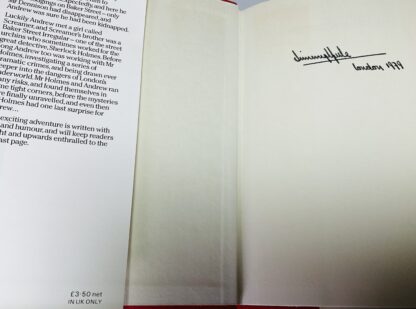 Mr Dennison had disappeared, and
Andrew was sure he had been kidnapped.
Luckily Andrew met a girl called
Screamer, and Screamer's brother was a
Baker Street Irregular – one of the street
urchins who sometimes worked for the
great detective, Sherlock Holmes. Before
long Andrew too was working with Mr
Holmes, investigating a series of
dramatic crimes, and being drawn ever
deeper into the dangers of London's
underworld. Mr Holmes and Andrew ran
many risks, and found themselves in
some tight corners, before the mysteries
were finally unravelled, and even then
Holmes had one last surprise for
exciting adventure is written with
and humour, and will keep readers
and upwards enthralled to the
last page.
£3·50 net
IN UK ONLY
London 1979